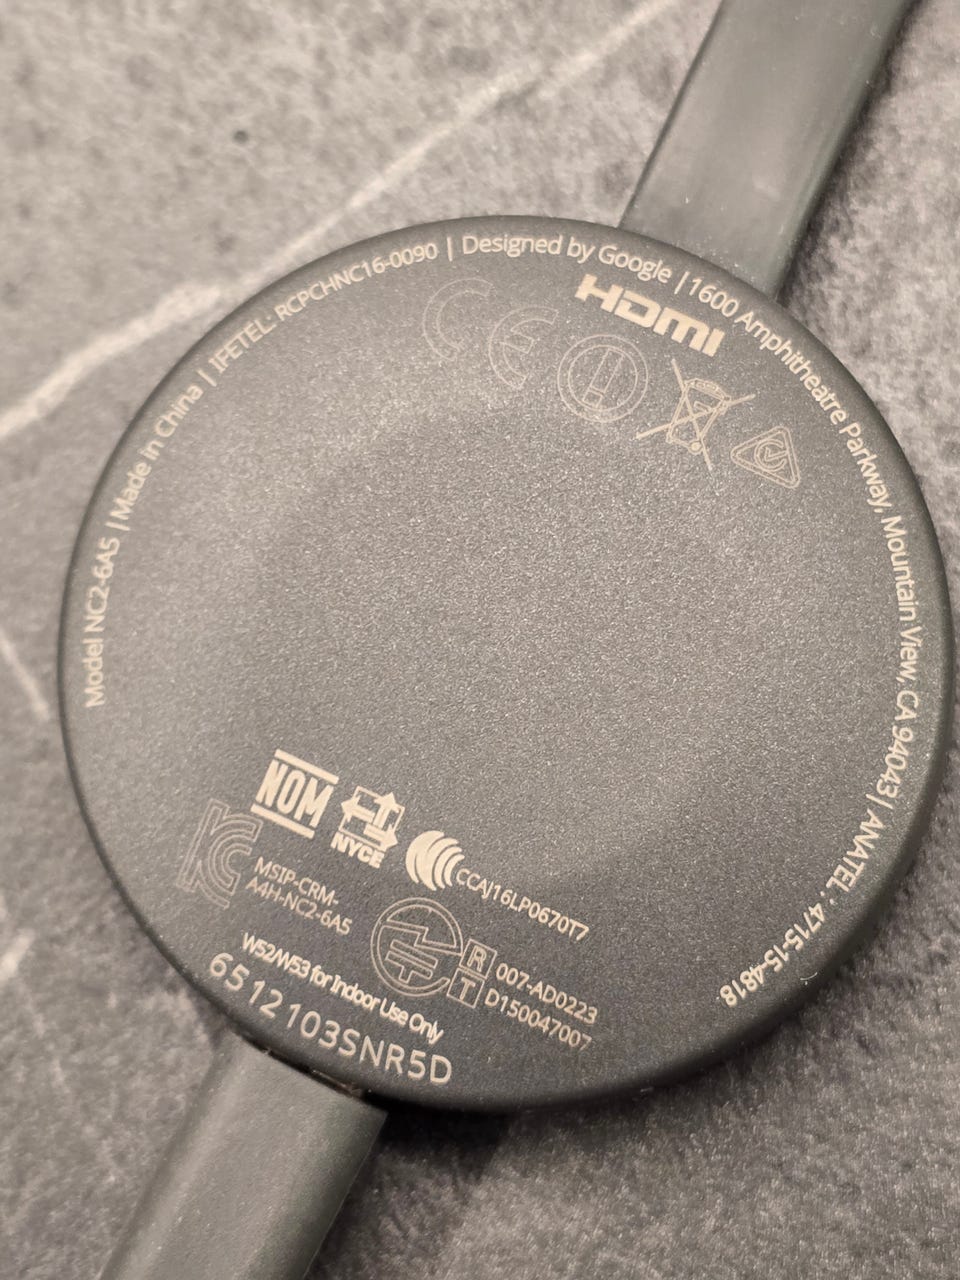 Model NC2-6A5 | Made in China | IFETEL: RCPCHNC16-0090 | Designed by Google | 1600 Amphitheatre Parkway, Mountain View, CA 94043 | ANATEL: 4715-15-4818
HDMI
CE
NOM
NYCE
CCAJ16LP0670T7
MSIP-CRM-
A4H-NC2-6A5
R 007-AD0223
T D150047007
W52/W53 for Indoor Use Only
6512103SNR5D